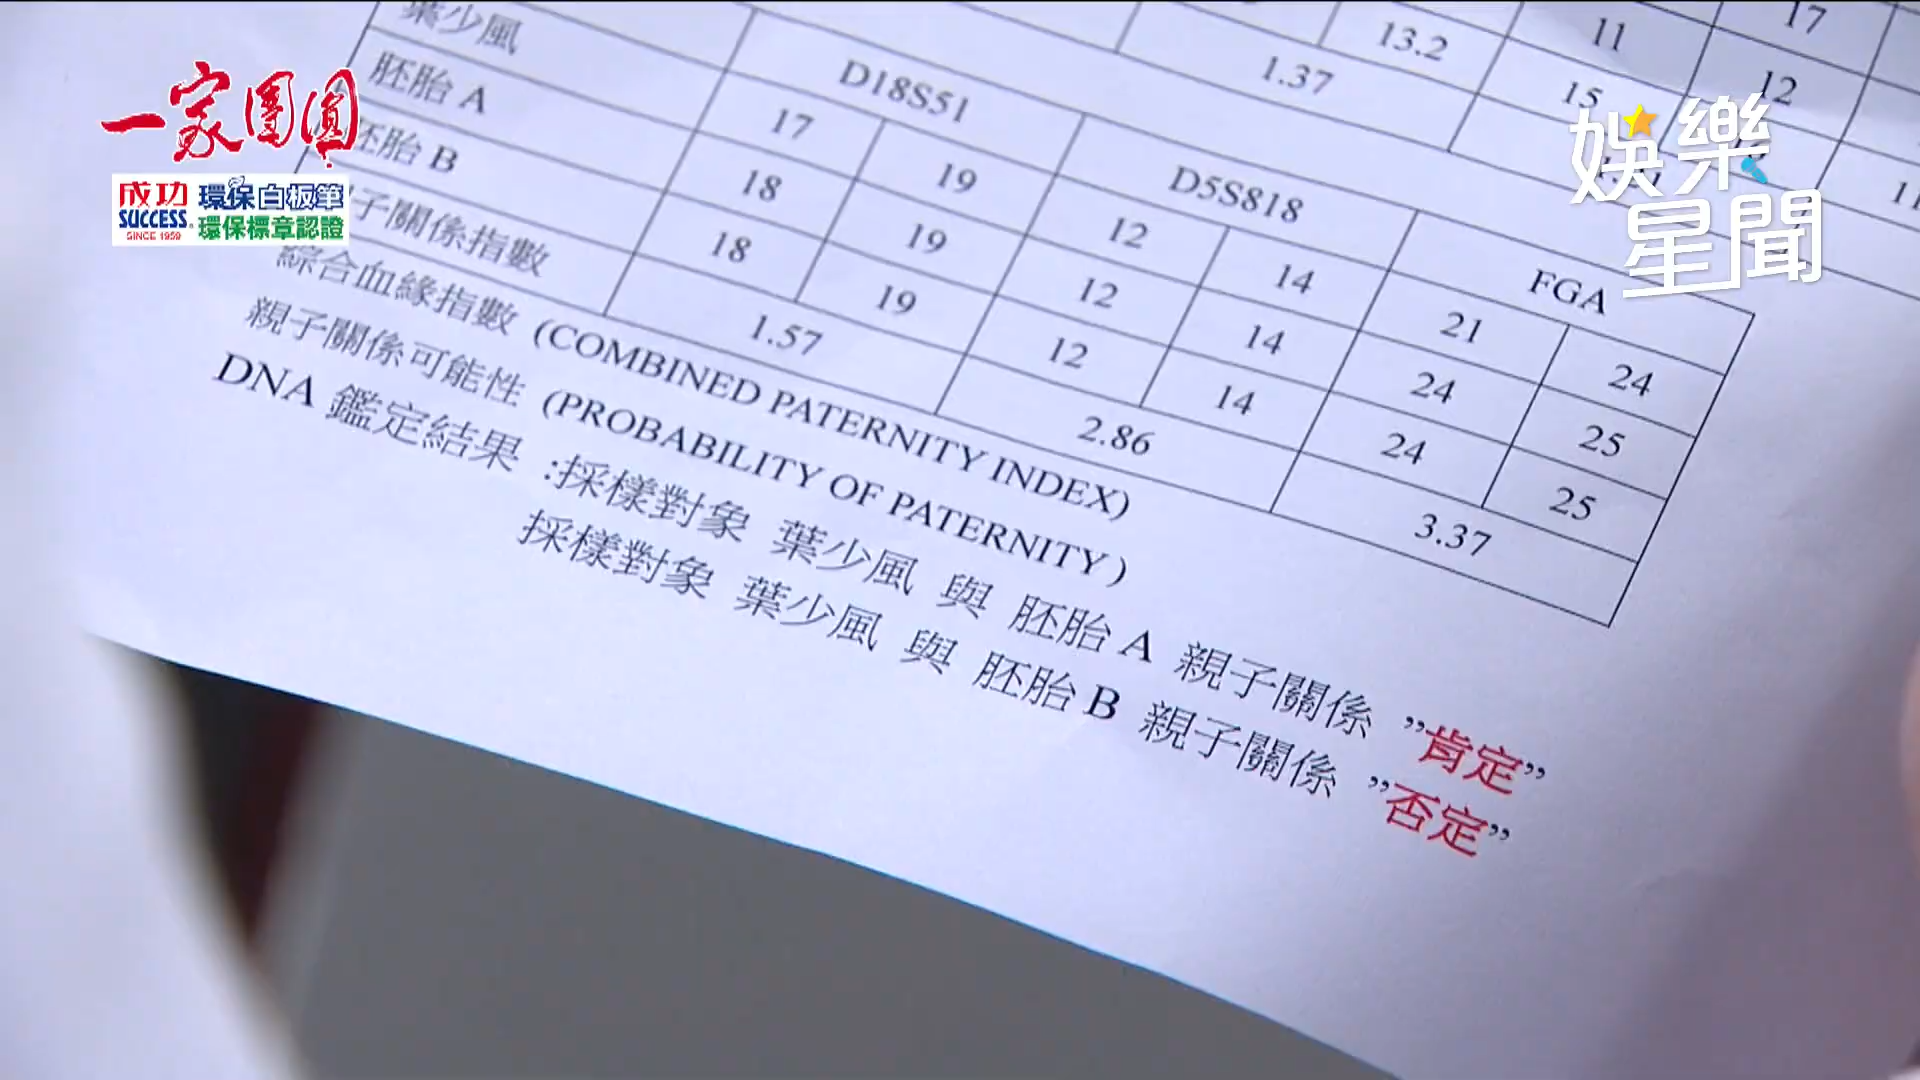 一家團圓
成功 SUCCESS SINCE 1959
環保白板筆
環保標章認證
娛樂星聞
13.2 11 17
1.37 15 12
葉少風 D18S51 D5S818 FGA
胚胎 A 17 19 12 14 21 24
胚胎 B 18 19 12 14 24 25
子關係指數 18 19 12 14 24 25
1.57 2.86 3.37
綜合血緣指數 (COMBINED PATERNITY INDEX)
親子關係可能性 (PROBABILITY OF PATERNITY )
DNA 鑑定結果 :採樣對象 葉少風 與 胚胎 A 親子關係 ”肯定”
採樣對象 葉少風 與 胚胎 B 親子關係 ”否定”